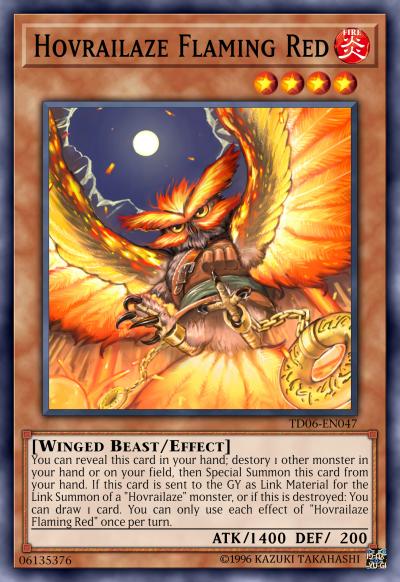 Hovrailaze Flaming Red
FIRE
炎
TD06-EN047
[Winged Beast/Effect]
You can reveal this card in your hand; destory 1 other monster in
your hand or on your field, then Special Summon this card from
your hand. If this card is sent to the GY as Link Material for the
Link Summon of a "Hovrailaze" monster, or if this is destroyed: You
can draw 1 card. You can only use each effect of "Hovrailaze
Flaming Red" once per turn.
ATK/1400 DEF/ 200
06135376
©1996 KAZUKI TAKAHASHI